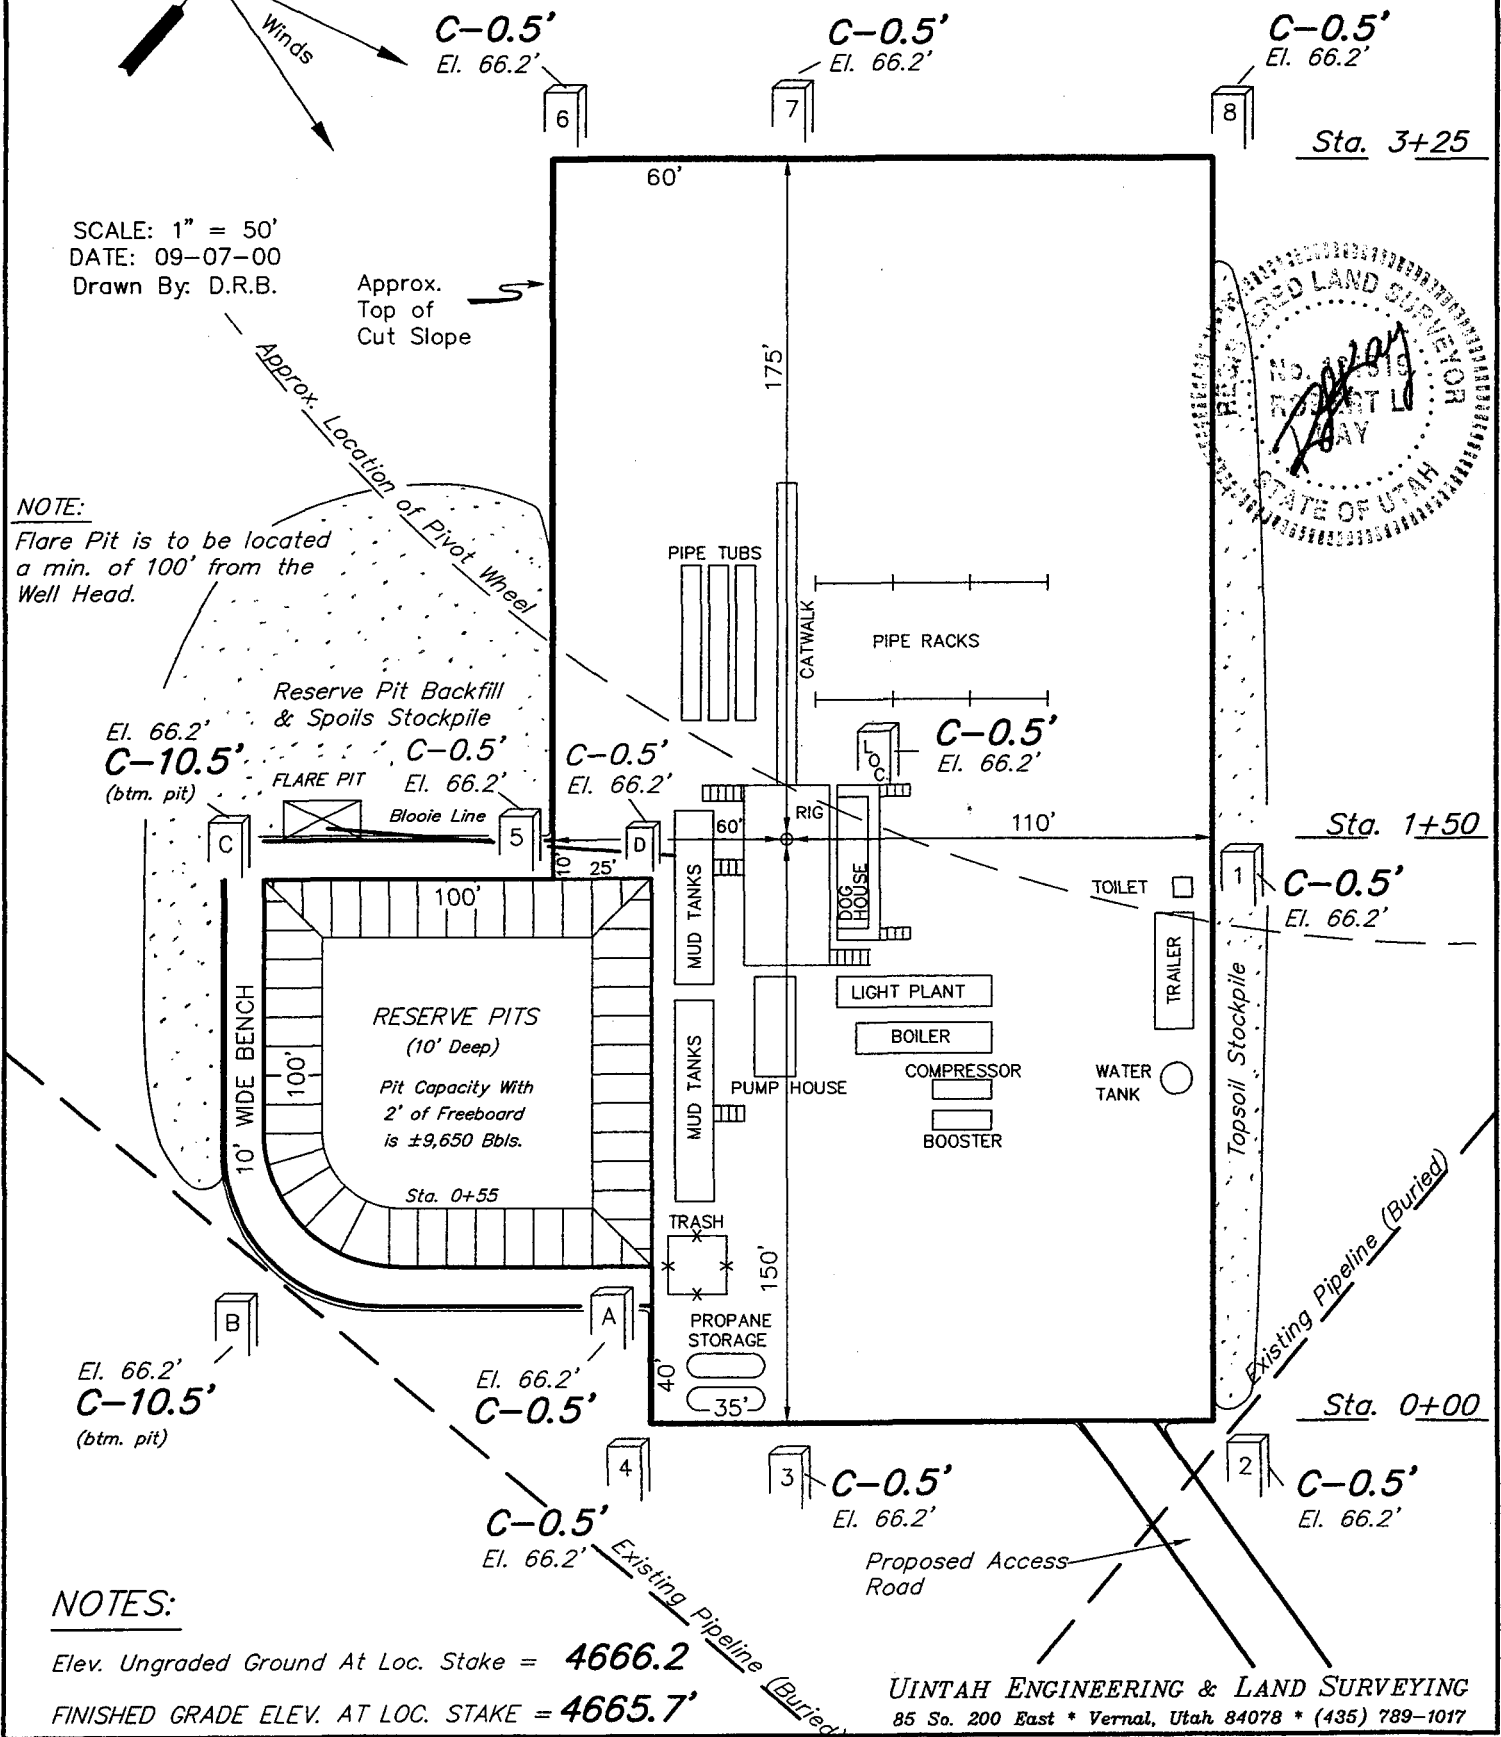 Winds
C-0.5'
El. 66.2'
6
C-0.5'
El. 66.2'
7
C-0.5'
El. 66.2'
8
Sta. 3+25
60'
SCALE: 1" = 50'
DATE: 09-07-00
Drawn By: D.R.B.
Approx.
Top of
Cut Slope
Approx. Location of Pivot Wheel
175'
LAND SURVEYOR
No.
STATE OF UTAH
NOTE:
Flare Pit is to be located
a min. of 100' from the
Well Head.
PIPE TUBS
CATWALK
PIPE RACKS
Reserve Pit Backfill
& Spoils Stockpile
El. 66.2'
C-10.5'
(btm. pit)
C
FLARE PIT
C-0.5'
El. 66.2'
Blooie Line
5
C-0.5'
El. 66.2'
D
LOC.
C-0.5'
El. 66.2'
RIG
60'
110'
Sta. 1+50
10'
25'
100'
DOG HOUSE
MUD TANKS
TOILET
1
C-0.5'
El. 66.2'
TRAILER
LIGHT PLANT
BOILER
COMPRESSOR
BOOSTER
PUMP HOUSE
WATER
TANK
Topsoil Stockpile
10' WIDE BENCH
100'
RESERVE PITS
(10' Deep)
Pit Capacity With
2' of Freeboard
is ±9,650 Bbls.
Sta. 0+55
MUD TANKS
TRASH
150'
PROPANE
STORAGE
40'
35'
Existing Pipeline (Buried)
B
El. 66.2'
C-10.5'
(btm. pit)
A
El. 66.2'
C-0.5'
Sta. 0+00
4
C-0.5'
El. 66.2'
3
C-0.5'
El. 66.2'
2
C-0.5'
El. 66.2'
Proposed Access
Road
Existing Pipeline (Buried)
NOTES:
Elev. Ungraded Ground At Loc. Stake = 4666.2
FINISHED GRADE ELEV. AT LOC. STAKE = 4665.7'
UINTAH ENGINEERING & LAND SURVEYING
85 So. 200 East * Vernal, Utah 84078 * (435) 789-1017